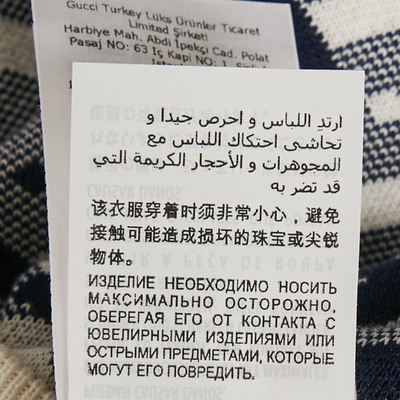 Gucci Turkey Lüks Ürünler Ticaret
Limited Şirketi
Harbiye Mah. Abdi İpekçi Cad. Polat
Pasaj NO: 63 İç Kapi NO: 1
ارتد اللباس و احرص جيدا و
تحاشى احتكاك اللباس مع
المجوهرات و الأحجار الكريمة التي
قد تضر به
该衣服穿着时须非常小心，避免
接触可能造成损坏的珠宝或尖锐
物体。
ИЗДЕЛИЕ НЕОБХОДИМО НОСИТЬ
МАКСИМАЛЬНО ОСТОРОЖНО,
ОБЕРЕГАЯ ЕГО ОТ КОНТАКТА С
ЮВЕЛИРНЫМИ ИЗДЕЛИЯМИ ИЛИ
ОСТРЫМИ ПРЕДМЕТАМИ, КОТОРЫЕ
МОГУТ ЕГО ПОВРЕДИТЬ.